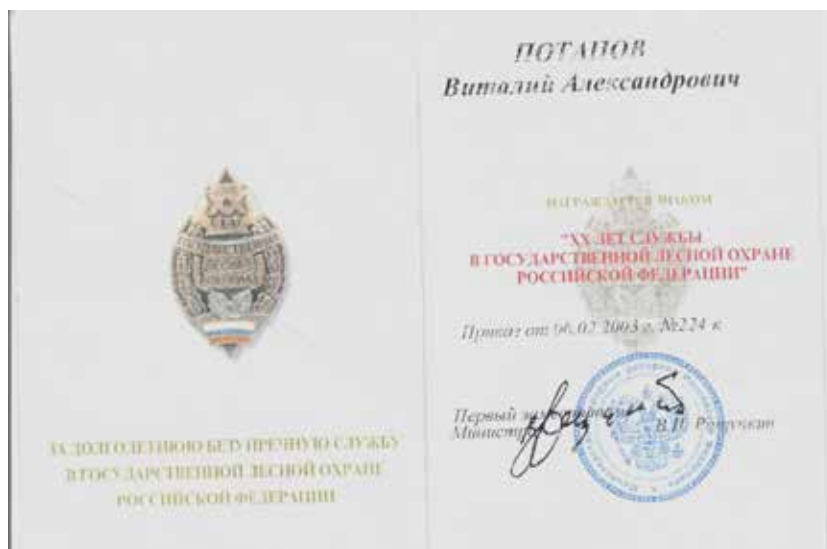 ЗА ДОЛГОЛЕТНЮЮ БЕЗУПРЕЧНУЮ СЛУЖБУ
В ГОСУДАРСТВЕННОЙ ЛЕСНОЙ ОХРАНЕ
РОССИЙСКОЙ ФЕДЕРАЦИИ
ПОТАПОВ
Виталий Александрович
НАГРАЖДАЕТСЯ ЗНАКОМ
"XX ЛЕТ СЛУЖБЫ
В ГОСУДАРСТВЕННОЙ ЛЕСНОЙ ОХРАНЕ
РОССИЙСКОЙ ФЕДЕРАЦИИ"
Приказ от 06.02 2003 г. №224 к
Первый
Министра